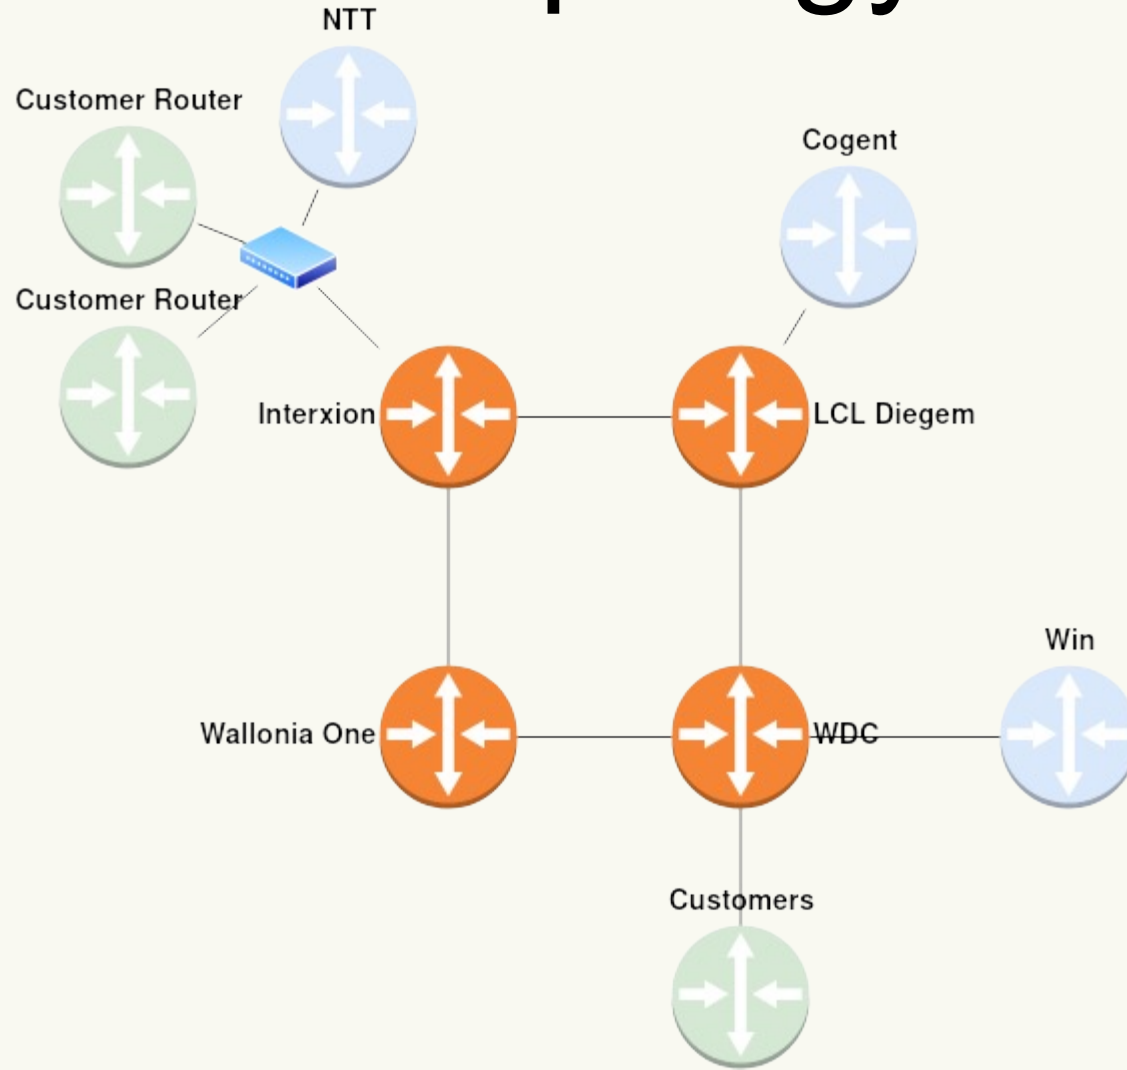 NTT
Customer Router
Cogent
Customer Router
Interxion
LCL Diegem
Win
Wallonia One
WDC
Customers